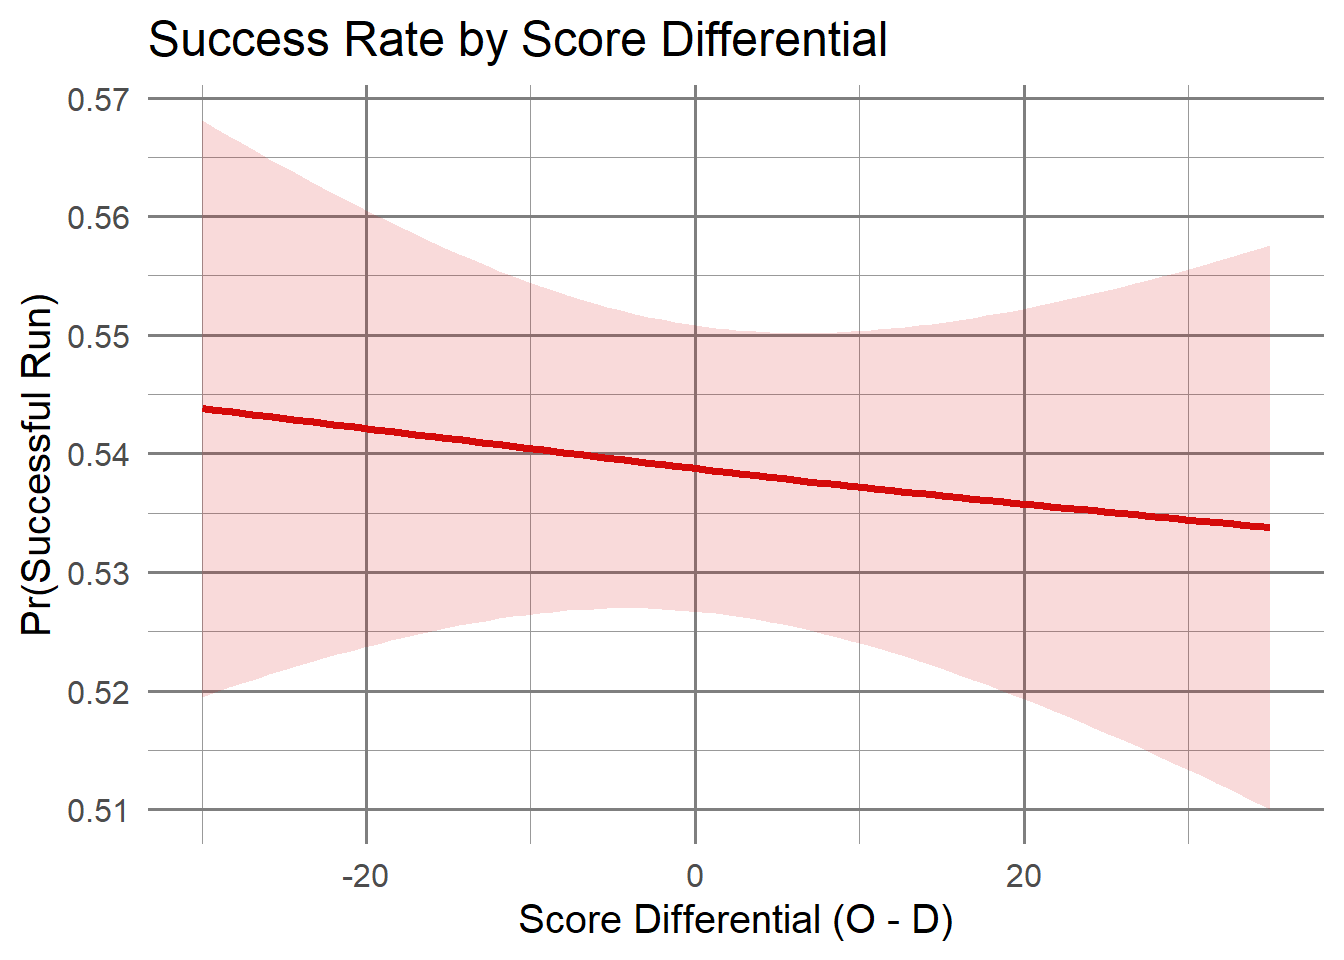 Success Rate by Score Differential
0.57
0.56
0.55
0.54
0.53
0.52
0.51
Pr(Successful Run)
-20 0 20
Score Differential (O - D)